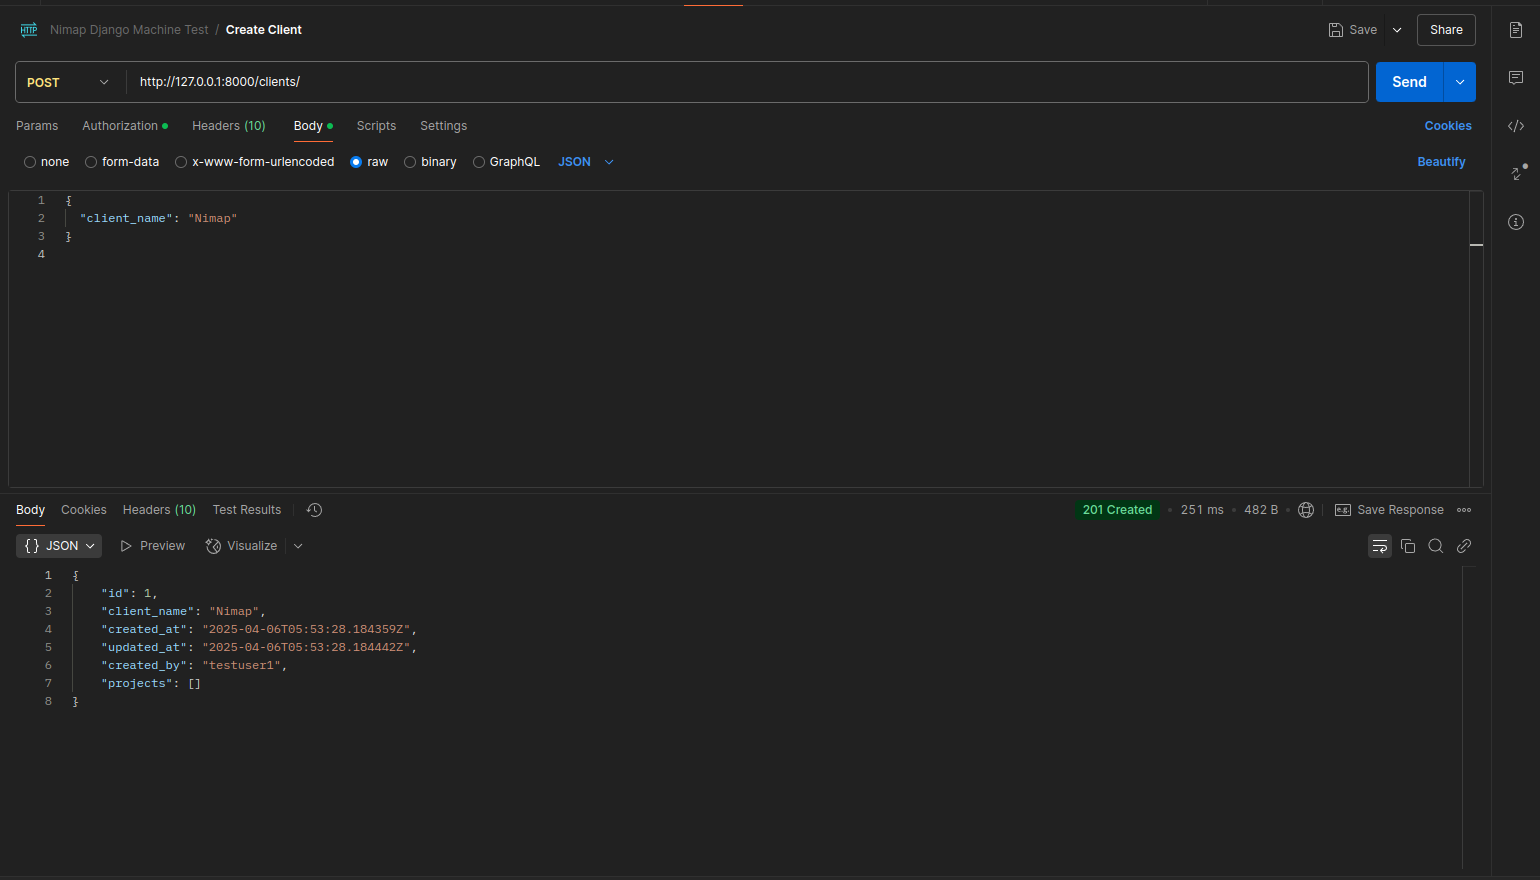 HTTP Nimap Django Machine Test / Create Client Save Share
POST http://127.0.0.1:8000/clients/ Send
Params Authorization Headers (10) Body Scripts Settings Cookies
none form-data x-www-form-urlencoded raw binary GraphQL JSON Beautify
1 {
2 "client_name": "Nimap"
3 }
4
Body Cookies Headers (10) Test Results 201 Created 251 ms 482 B e.g. Save Response
{} JSON Preview Visualize
1 {
2 "id": 1,
3 "client_name": "Nimap",
4 "created_at": "2025-04-06T05:53:28.184359Z",
5 "updated_at": "2025-04-06T05:53:28.184442Z",
6 "created_by": "testuser1",
7 "projects": []
8 }